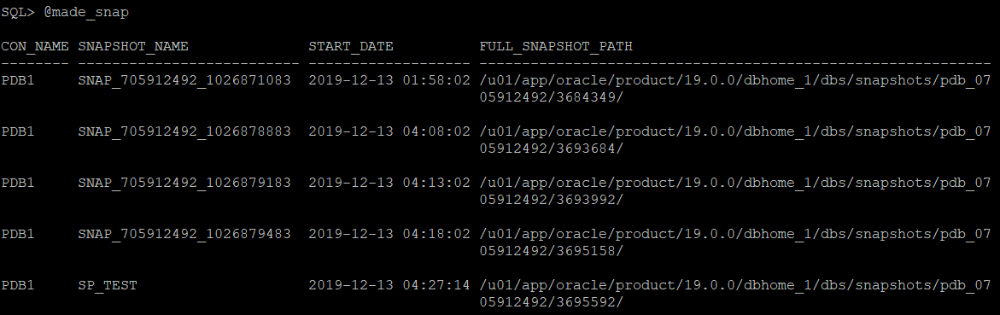 SQL> @made_snap
CON_NAME SNAPSHOT_NAME              START_DATE          FULL_SNAPSHOT_PATH
-------- -------------------------- ------------------- ------------------------------------------------------------
PDB1     SNAP_705912492_1026871083  2019-12-13 01:58:02 /u01/app/oracle/product/19.0.0/dbhome_1/dbs/snapshots/pdb_07
                                                        05912492/3684349/
PDB1     SNAP_705912492_1026878883  2019-12-13 04:08:02 /u01/app/oracle/product/19.0.0/dbhome_1/dbs/snapshots/pdb_07
                                                        05912492/3693684/
PDB1     SNAP_705912492_1026879183  2019-12-13 04:13:02 /u01/app/oracle/product/19.0.0/dbhome_1/dbs/snapshots/pdb_07
                                                        05912492/3693992/
PDB1     SNAP_705912492_1026879483  2019-12-13 04:18:02 /u01/app/oracle/product/19.0.0/dbhome_1/dbs/snapshots/pdb_07
                                                        05912492/3695158/
PDB1     SP_TEST                    2019-12-13 04:27:14 /u01/app/oracle/product/19.0.0/dbhome_1/dbs/snapshots/pdb_07
                                                        05912492/3695592/